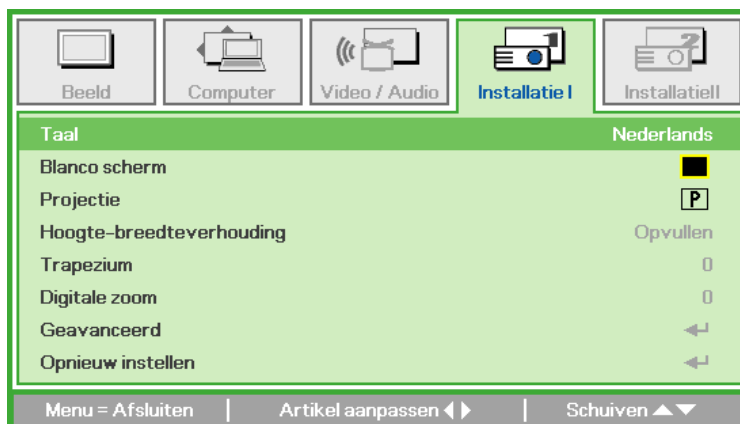 Beeld
Computer
Video / Audio
Installatie I
InstallatieII
Taal Nederlands
Blanco scherm
Projectie P
Hoogte-breedteverhouding Opvullen
Trapezium 0
Digitale zoom 0
Geavanceerd
Opnieuw instellen
Menu = Afsluiten | Artikel aanpassen | Schuiven